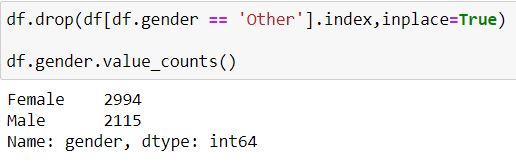 df.drop(df[df.gender == 'Other'].index,inplace=True)
df.gender.value_counts()
Female    2994
Male      2115
Name: gender, dtype: int64